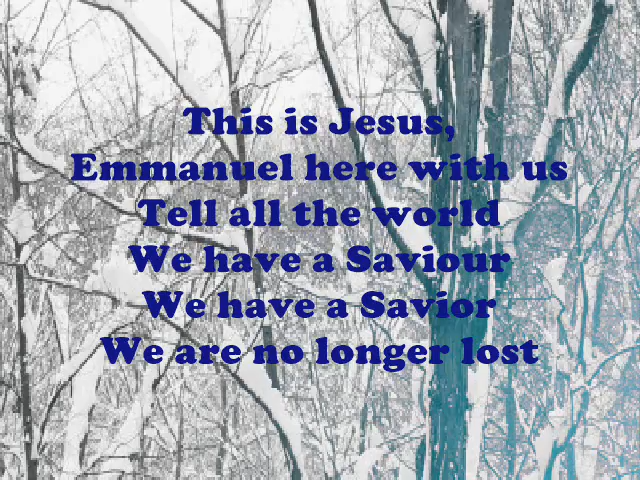 This is Jesus,
Emmanuel here with us
Tell all the world
We have a Saviour
We have a Savior
We are no longer lost